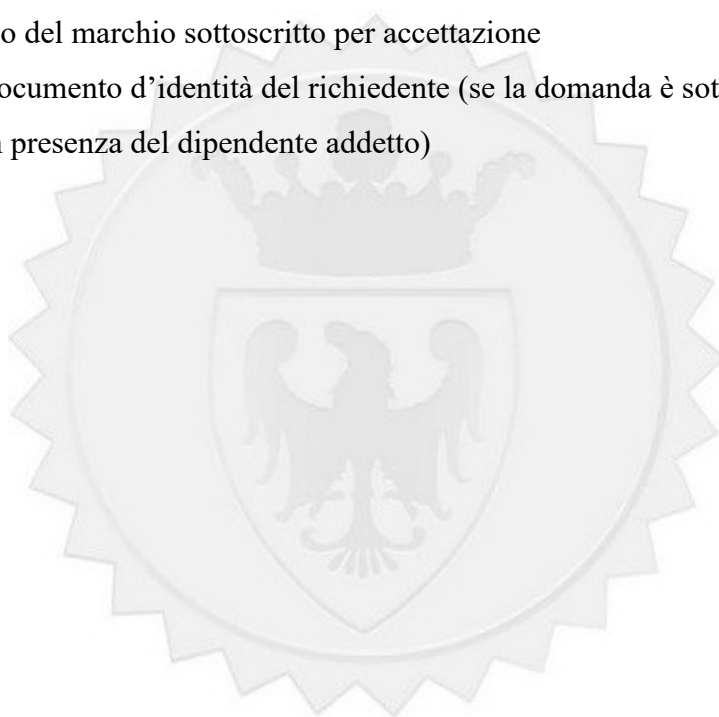 o del marchio sottoscritto per accettazione
ocumento d’identità del richiedente (se la domanda è sot
presenza del dipendente addetto)